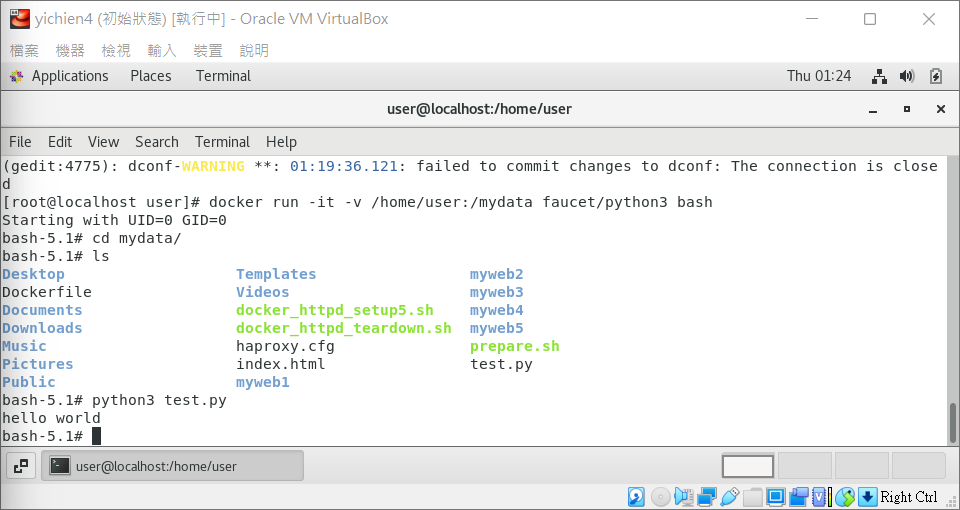 yichien4 (初始狀態) [執行中] - Oracle VM VirtualBox
檔案 機器 檢視 輸入 裝置 說明
Applications Places Terminal Thu 01:24
user@localhost:/home/user
File Edit View Search Terminal Help
(gedit:4775): dconf-WARNING **: 01:19:36.121: failed to commit changes to dconf: The connection is close
d
[root@localhost user]# docker run -it -v /home/user:/mydata faucet/python3 bash
Starting with UID=0 GID=0
bash-5.1# cd mydata/
bash-5.1# ls
Desktop Templates myweb2
Dockerfile Videos myweb3
Documents docker_httpd_setup5.sh myweb4
Downloads docker_httpd_teardown.sh myweb5
Music haproxy.cfg prepare.sh
Pictures index.html test.py
Public myweb1
bash-5.1# python3 test.py
hello world
bash-5.1#
user@localhost:/home/user
Right Ctrl